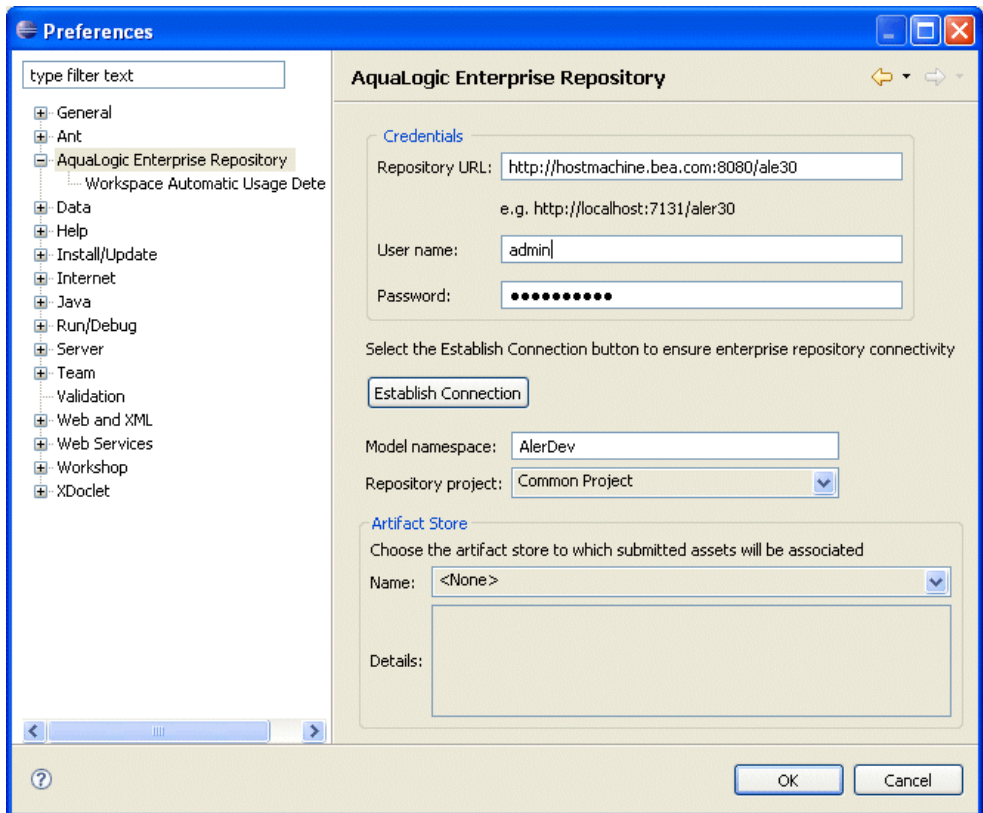 Preferences
type filter text
General
Ant
AquaLogic Enterprise Repository
Workspace Automatic Usage Dete
Data
Help
Install/Update
Internet
Java
Run/Debug
Server
Team
Validation
Web and XML
Web Services
Workshop
XDoclet
AquaLogic Enterprise Repository
Credentials
Repository URL: http://hostmachine.bea.com:8080/ale30
e.g. http://localhost:7131/aler30
User name: admin
Password: ●●●●●●●●●●
Select the Establish Connection button to ensure enterprise repository connectivity
Establish Connection
Model namespace: AlerDev
Repository project: Common Project
Artifact Store
Choose the artifact store to which submitted assets will be associated
Name: <None>
Details:
? OK Cancel